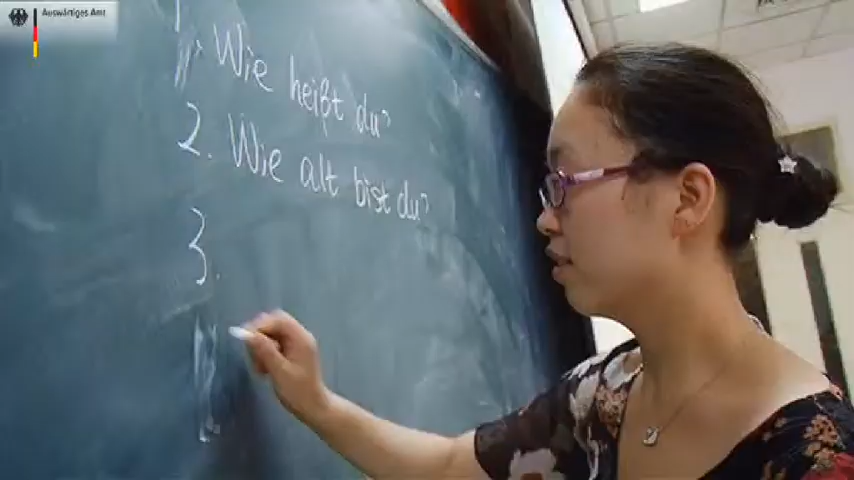 Auswärtiges Amt
1. Wie heißt du?
2. Wie alt bist du?
3.